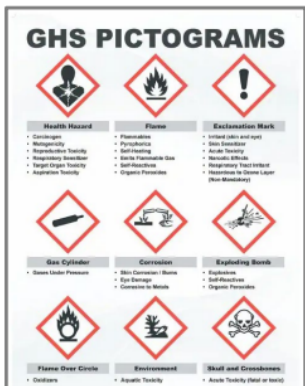 GHS PICTOGRAMS
Health Hazard
• Carcinogen
• Mutagenicity
• Reproductive Toxicity
• Respiratory Sensitizer
• Target Organ Toxicity
• Aspiration Toxicity
Flame
• Flammables
• Pyrophorics
• Self-Heating
• Emits Flammable Gas
• Self-Reactives
• Organic Peroxides
Exclamation Mark
• Irritant (skin and eye)
• Skin Sensitizer
• Acute Toxicity
• Narcotic Effects
• Respiratory Tract Irritant
• Hazardous to Ozone Layer
(Non-Mandatory)
Gas Cylinder
• Gases Under Pressure
Corrosion
• Skin Corrosion / Burns
• Eye Damage
• Corrosive to Metals
Exploding Bomb
• Explosives
• Self-Reactives
• Organic Peroxides
Flame Over Circle
• Oxidizers
Environment
• Aquatic Toxicity
Skull and Crossbones
• Acute Toxicity (fatal or toxic)